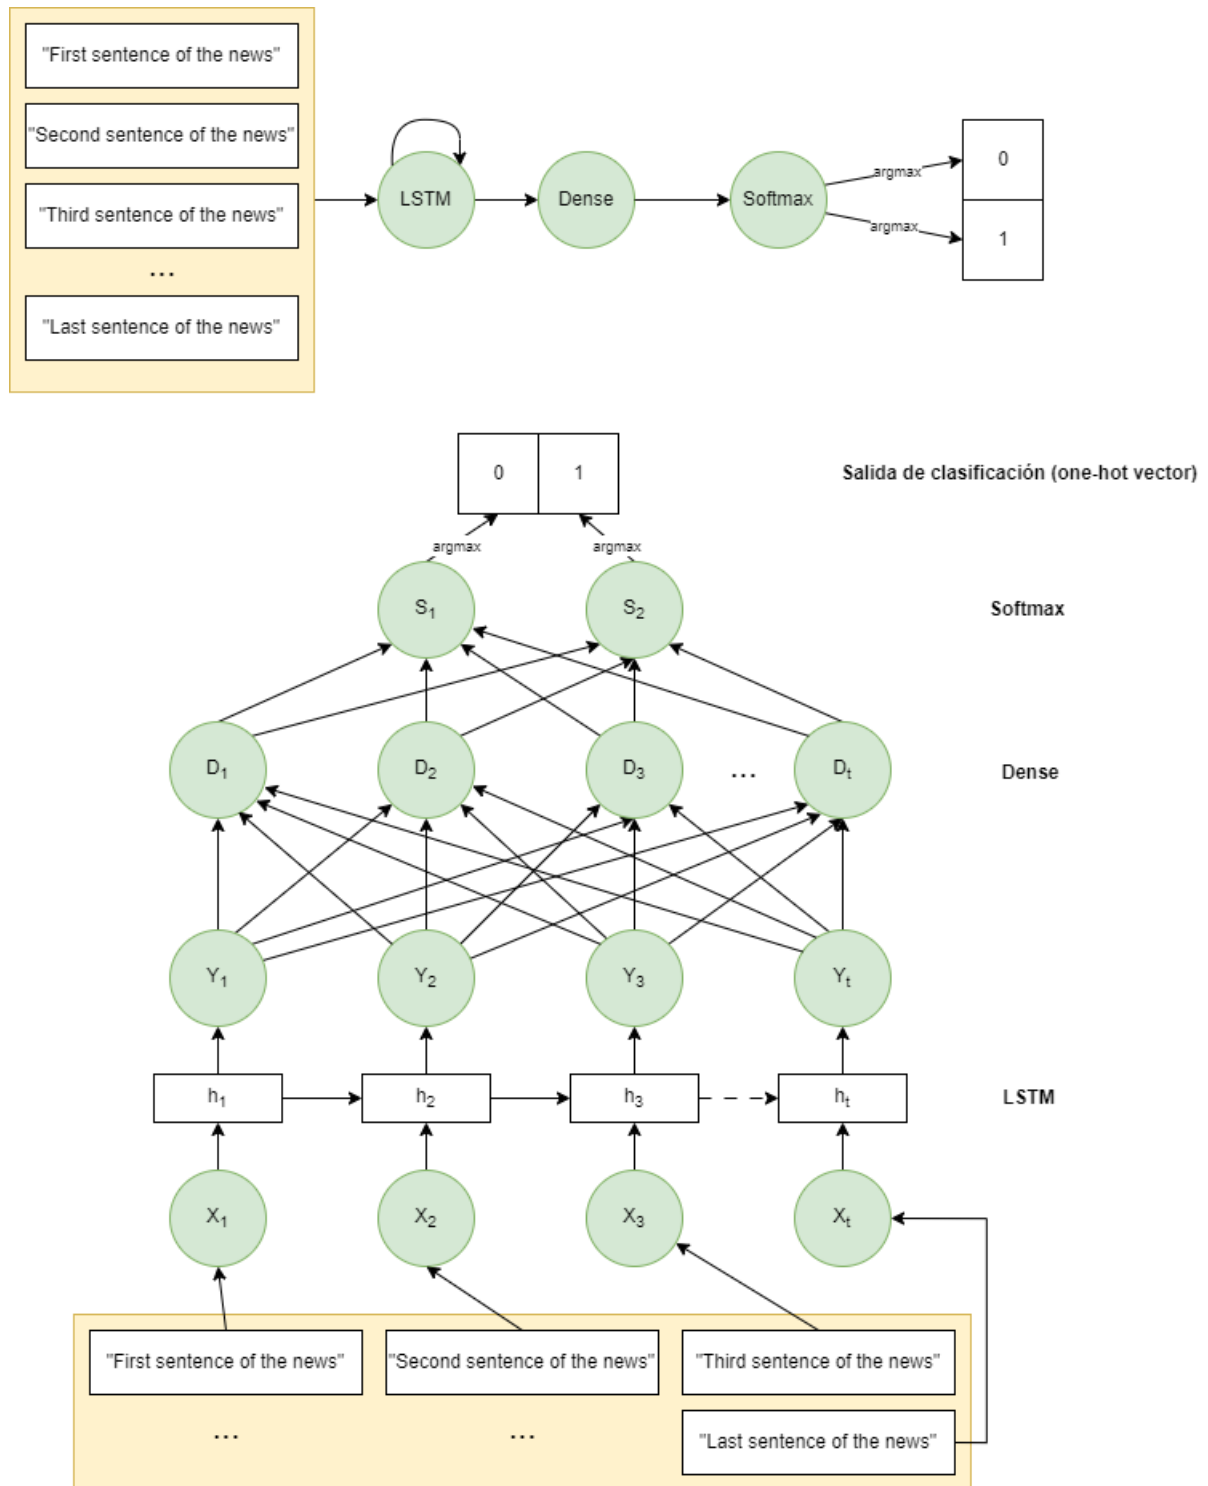 "First sentence of the news"
"Second sentence of the news"
"Third sentence of the news"
...
"Last sentence of the news"
LSTM
Dense
Softmax
argmax
argmax
0
1
0
1
Salida de clasificación (one-hot vector)
argmax
argmax
S1
S2
Softmax
D1
D2
D3
...
Dt
Dense
Y1
Y2
Y3
Yt
h1
h2
h3
ht
LSTM
X1
X2
X3
Xt
"First sentence of the news"
"Second sentence of the news"
"Third sentence of the news"
...
...
"Last sentence of the news"